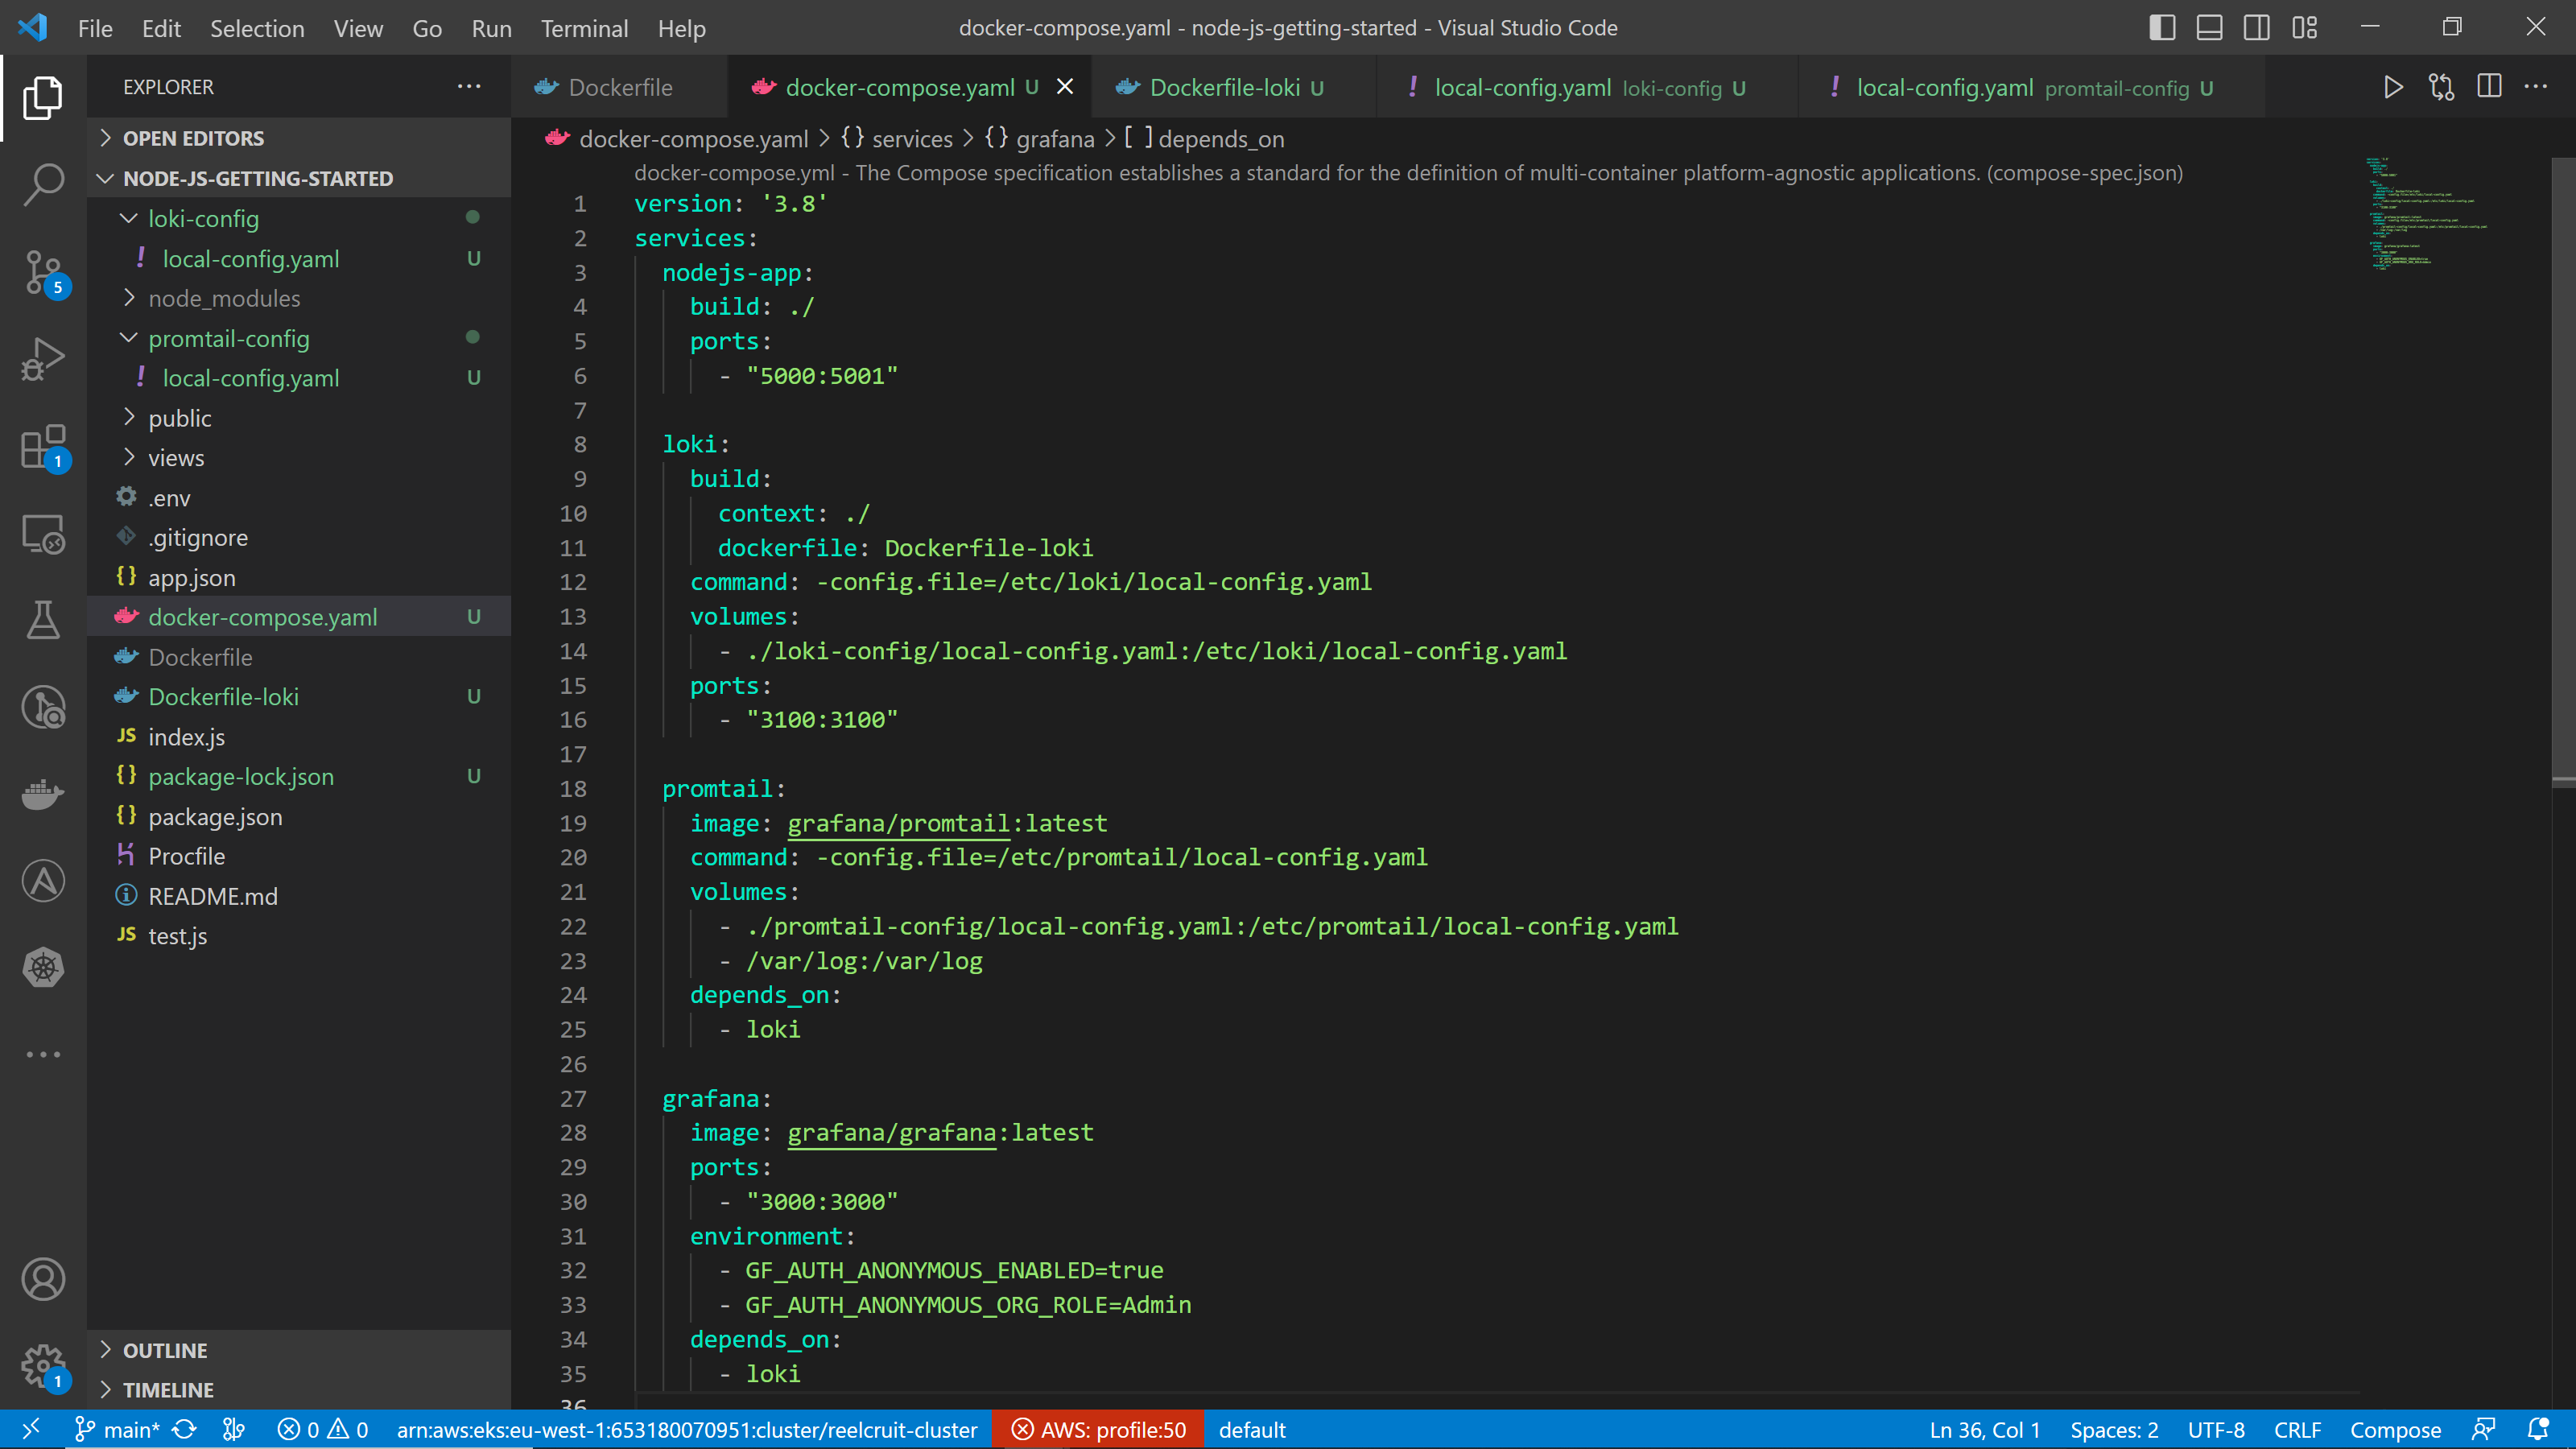 File Edit Selection View Go Run Terminal Help
docker-compose.yaml - node-js-getting-started - Visual Studio Code
EXPLORER
OPEN EDITORS
NODE-JS-GETTING-STARTED
loki-config
! local-config.yaml U
node_modules
promtail-config
! local-config.yaml U
public
views
.env
.gitignore
{} app.json
docker-compose.yaml U
Dockerfile
Dockerfile-loki U
JS index.js
{} package-lock.json U
{} package.json
Procfile
README.md
JS test.js
OUTLINE
TIMELINE
5
1
1
Dockerfile
docker-compose.yaml U
Dockerfile-loki U
! local-config.yaml loki-config U
! local-config.yaml promtail-config U
docker-compose.yaml > {} services > {} grafana > [ ] depends_on
docker-compose.yml - The Compose specification establishes a standard for the definition of multi-container platform-agnostic applications. (compose-spec.json)
1 version: '3.8'
2 services:
3   nodejs-app:
4     build: ./
5     ports:
6       - "5000:5001"
7
8   loki:
9     build:
10       context: ./
11       dockerfile: Dockerfile-loki
12     command: -config.file=/etc/loki/local-config.yaml
13     volumes:
14       - ./loki-config/local-config.yaml:/etc/loki/local-config.yaml
15     ports:
16       - "3100:3100"
17
18   promtail:
19     image: grafana/promtail:latest
20     command: -config.file=/etc/promtail/local-config.yaml
21     volumes:
22       - ./promtail-config/local-config.yaml:/etc/promtail/local-config.yaml
23       - /var/log:/var/log
24     depends_on:
25       - loki
26
27   grafana:
28     image: grafana/grafana:latest
29     ports:
30       - "3000:3000"
31     environment:
32       - GF_AUTH_ANONYMOUS_ENABLED=true
33       - GF_AUTH_ANONYMOUS_ORG_ROLE=Admin
34     depends_on:
35       - loki
36
main* 0 0 arn:aws:eks:eu-west-1:653180070951:cluster/reelcruit-cluster AWS: profile:50 default
Ln 36, Col 1 Spaces: 2 UTF-8 CRLF Compose